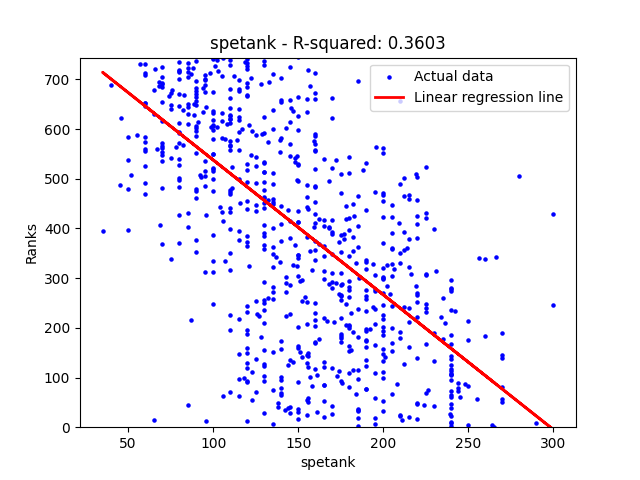 spetank - R-squared: 0.3603
Actual data
Linear regression line
700
600
500
400
300
200
100
0
Ranks
50
100
150
200
250
300
spetank